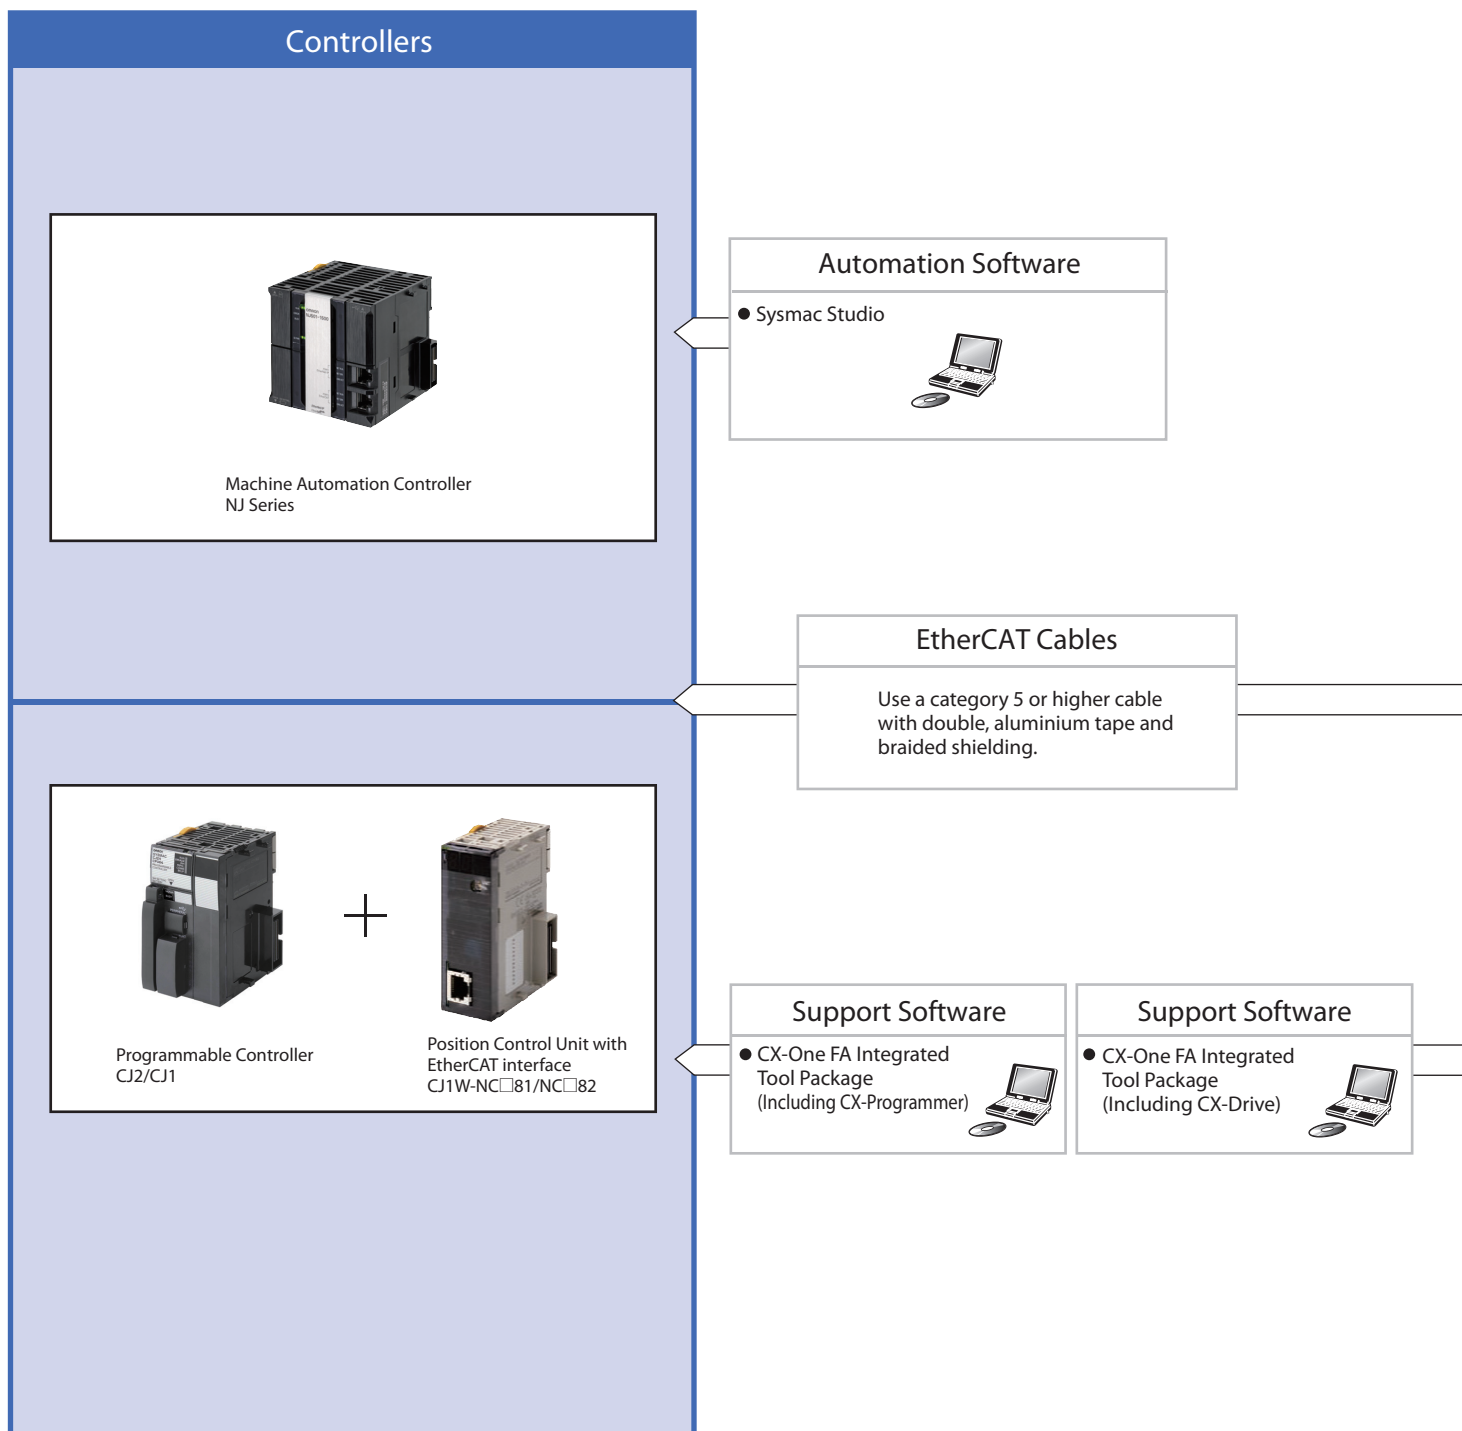 Controllers
Machine Automation Controller
NJ Series
Automation Software
● Sysmac Studio
EtherCAT Cables
Use a category 5 or higher cable
with double, aluminium tape and
braided shielding.
Programmable Controller
CJ2/CJ1
Position Control Unit with
EtherCAT interface
CJ1W-NC□81/NC□82
Support Software
● CX-One FA Integrated
Tool Package
(Including CX-Programmer)
Support Software
● CX-One FA Integrated
Tool Package
(Including CX-Drive)